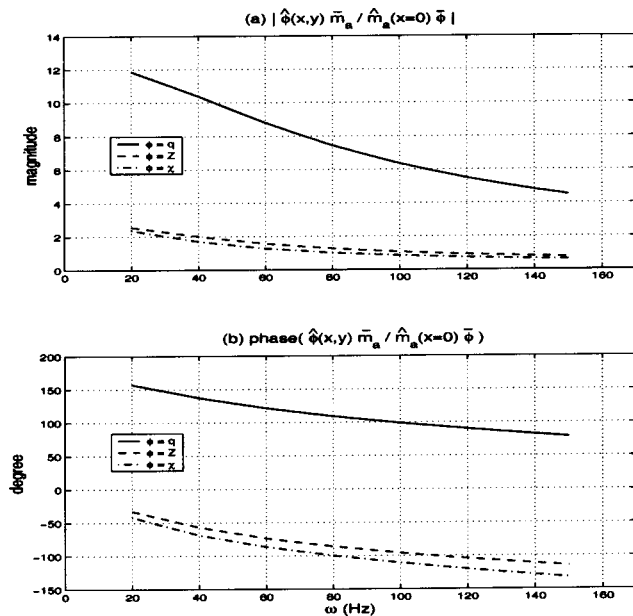 (a) | φ̂(x,y) m̄ₐ / m̂ₐ(x=0) φ̄ |
14
12
10
8
6
4
2
0
magnitude
φ=q
φ=Z
φ=χ
0 20 40 60 80 100 120 140 160
(b) phase( φ̂(x,y) m̄ₐ / m̂ₐ(x=0) φ̄ )
200
150
100
50
0
−50
−100
−150
degree
φ=q
φ=Z
φ=χ
0 20 40 60 80 100 120 140 160
ω (Hz)